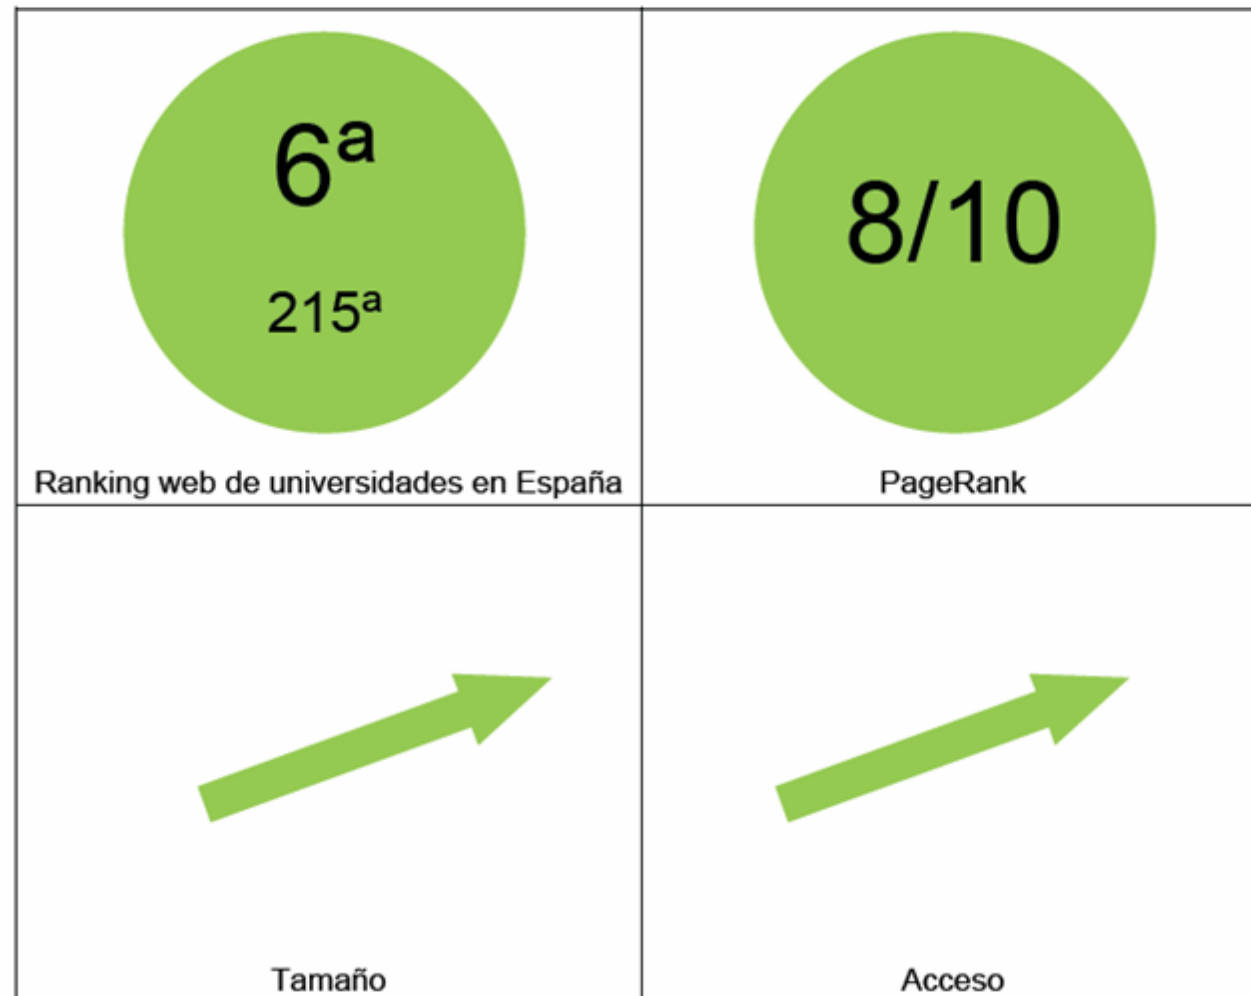 6ª
215ª
Ranking web de universidades en España
8/10
PageRank
Tamaño
Acceso